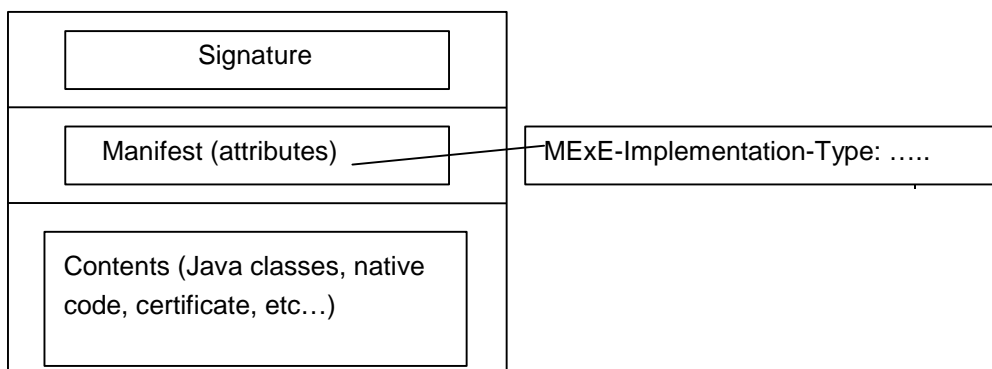 Signature
Manifest (attributes)
MExE-Implementation-Type: …..
Contents (Java classes, native
code, certificate, etc…)